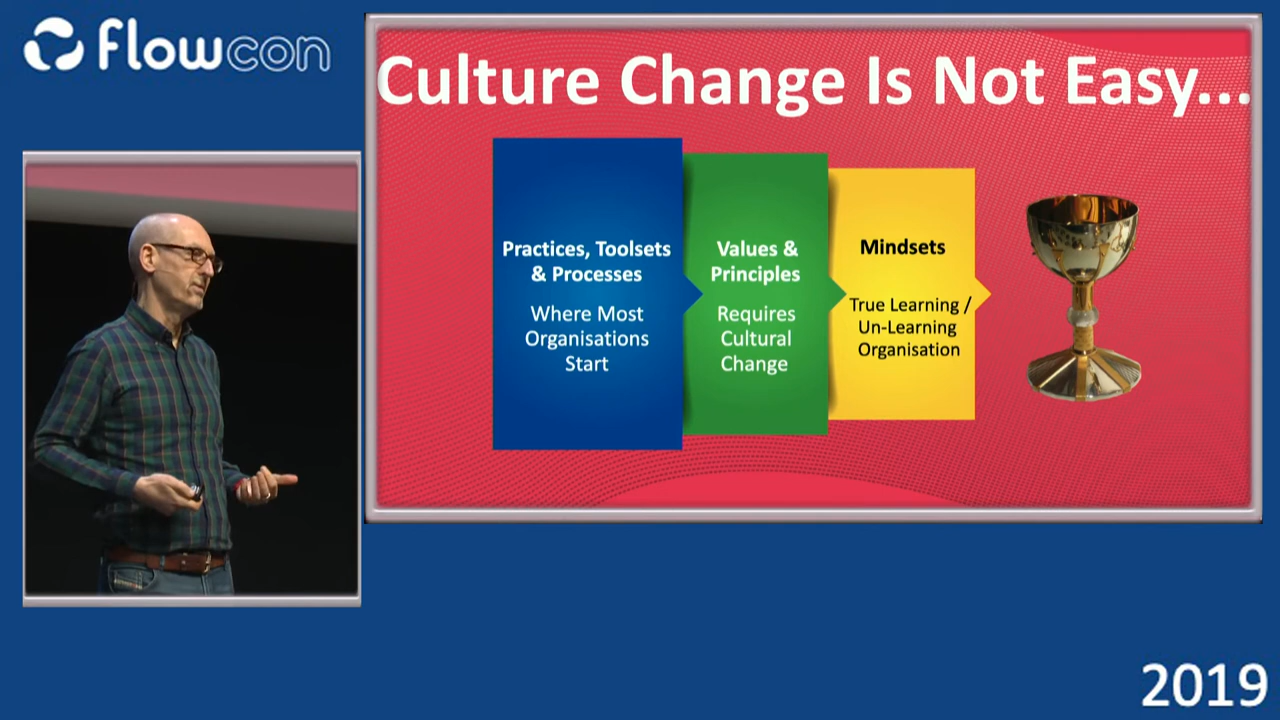 flowcon
Culture Change Is Not Easy...
Practices, Toolsets
& Processes
Where Most
Organisations
Start
Values &
Principles
Requires
Cultural
Change
Mindsets
True Learning /
Un-Learning
Organisation
2019